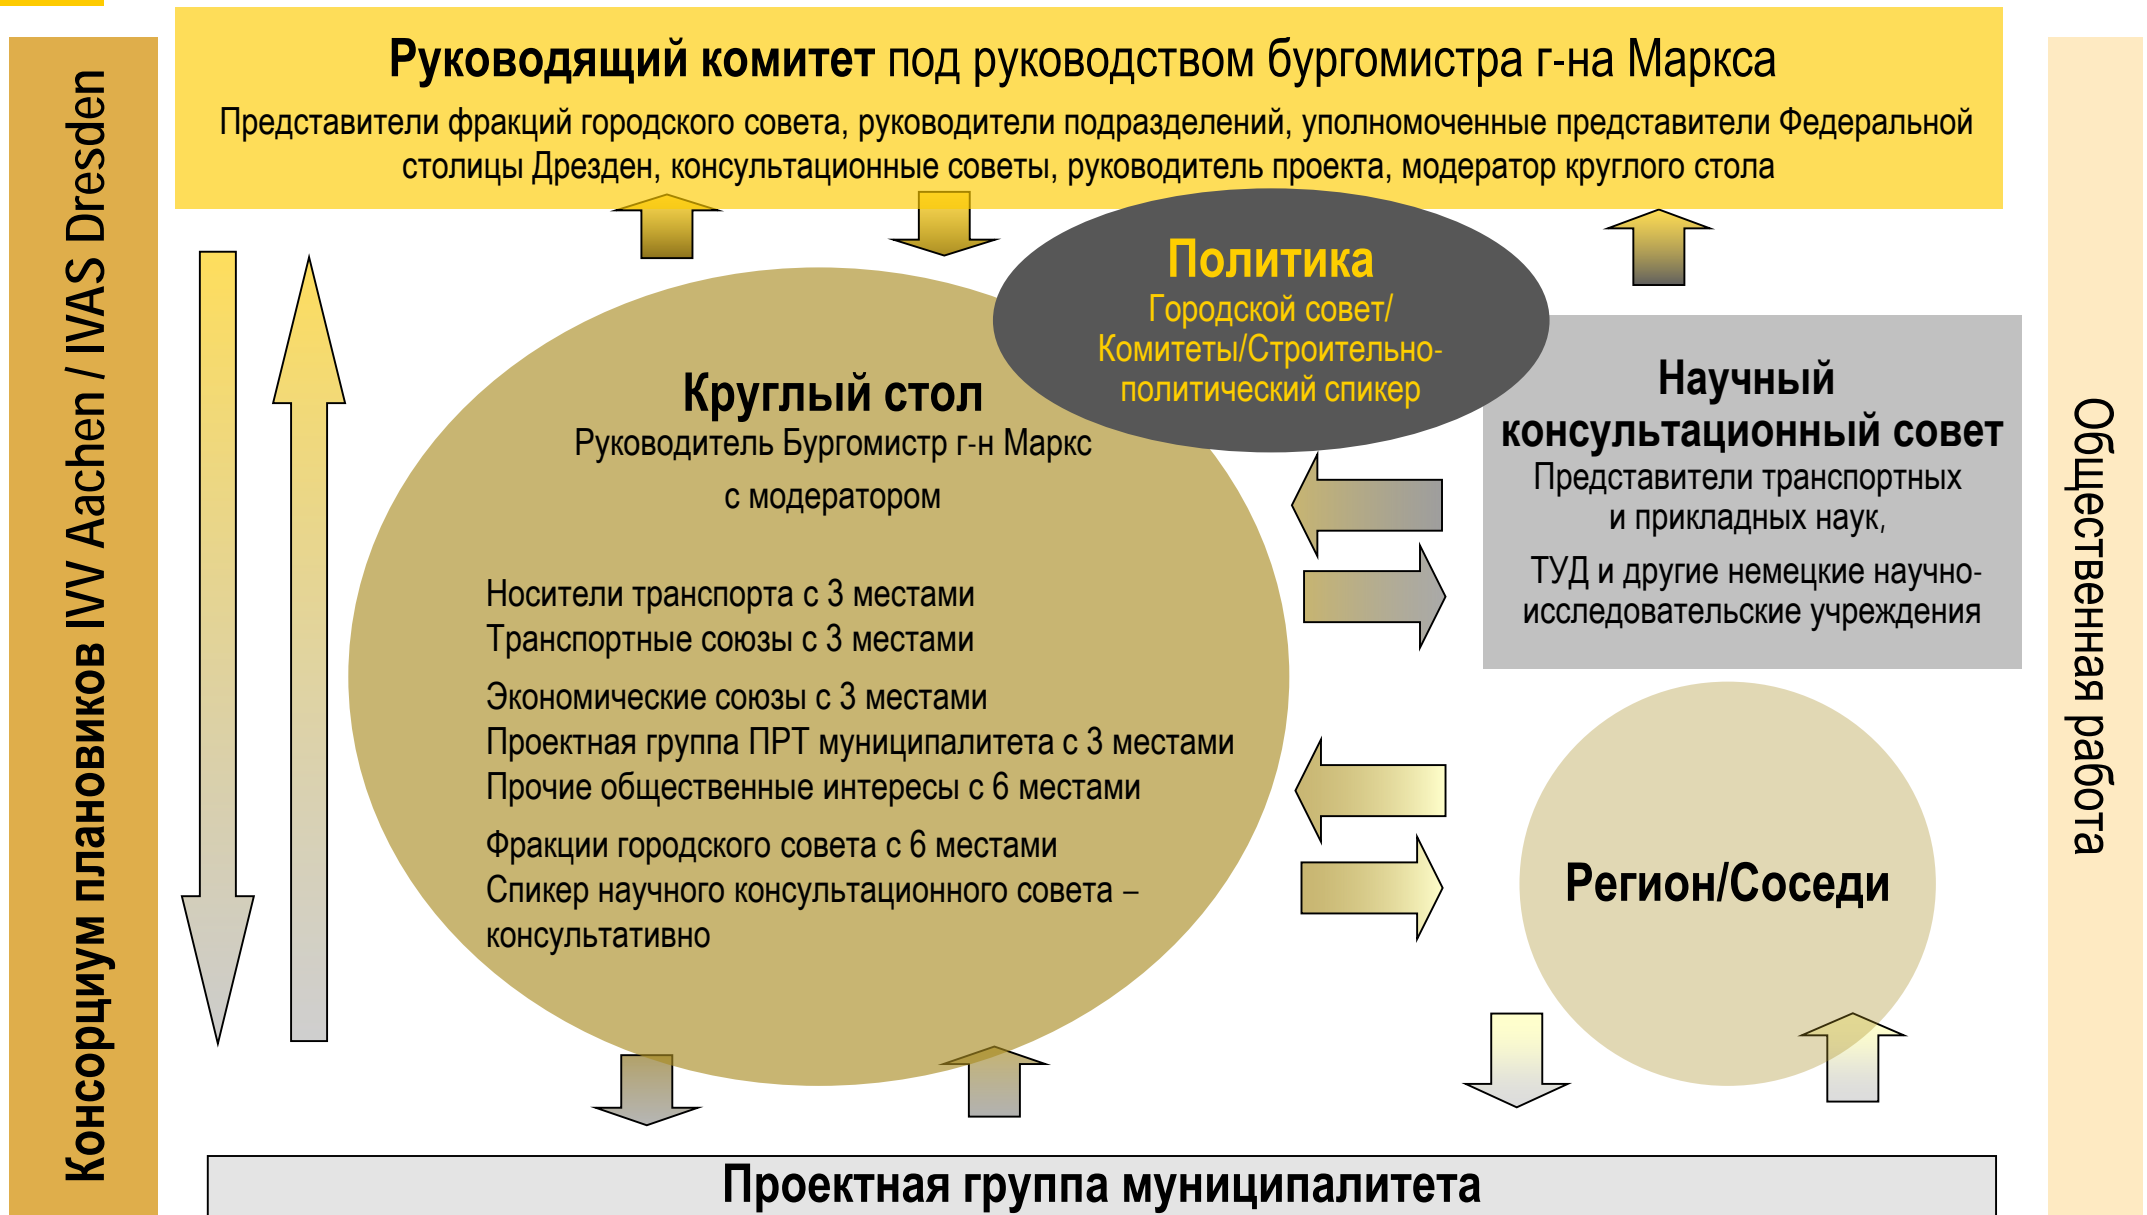 Руководящий комитет под руководством бургомистра г-на Маркса
Представители фракций городского совета, руководители подразделений, уполномоченные представители Федеральной
столицы Дрезден, консультационные советы, руководитель проекта, модератор круглого стола
Консорциум плановиков IVV Aachen / IVAS Dresden
Политика
Городской совет/
Комитеты/Строительно-
политический спикер
Круглый стол
Руководитель Бургомистр г-н Маркс
с модератором
Носители транспорта с 3 местами
Транспортные союзы с 3 местами
Экономические союзы с 3 местами
Проектная группа ПРТ муниципалитета с 3 местами
Прочие общественные интересы с 6 местами
Фракции городского совета с 6 местами
Спикер научного консультационного совета –
консультативно
Научный
консультационный совет
Представители транспортных
и прикладных наук,
ТУД и другие немецкие научно-
исследовательские учреждения
Регион/Соседи
Общественная работа
Проектная группа муниципалитета